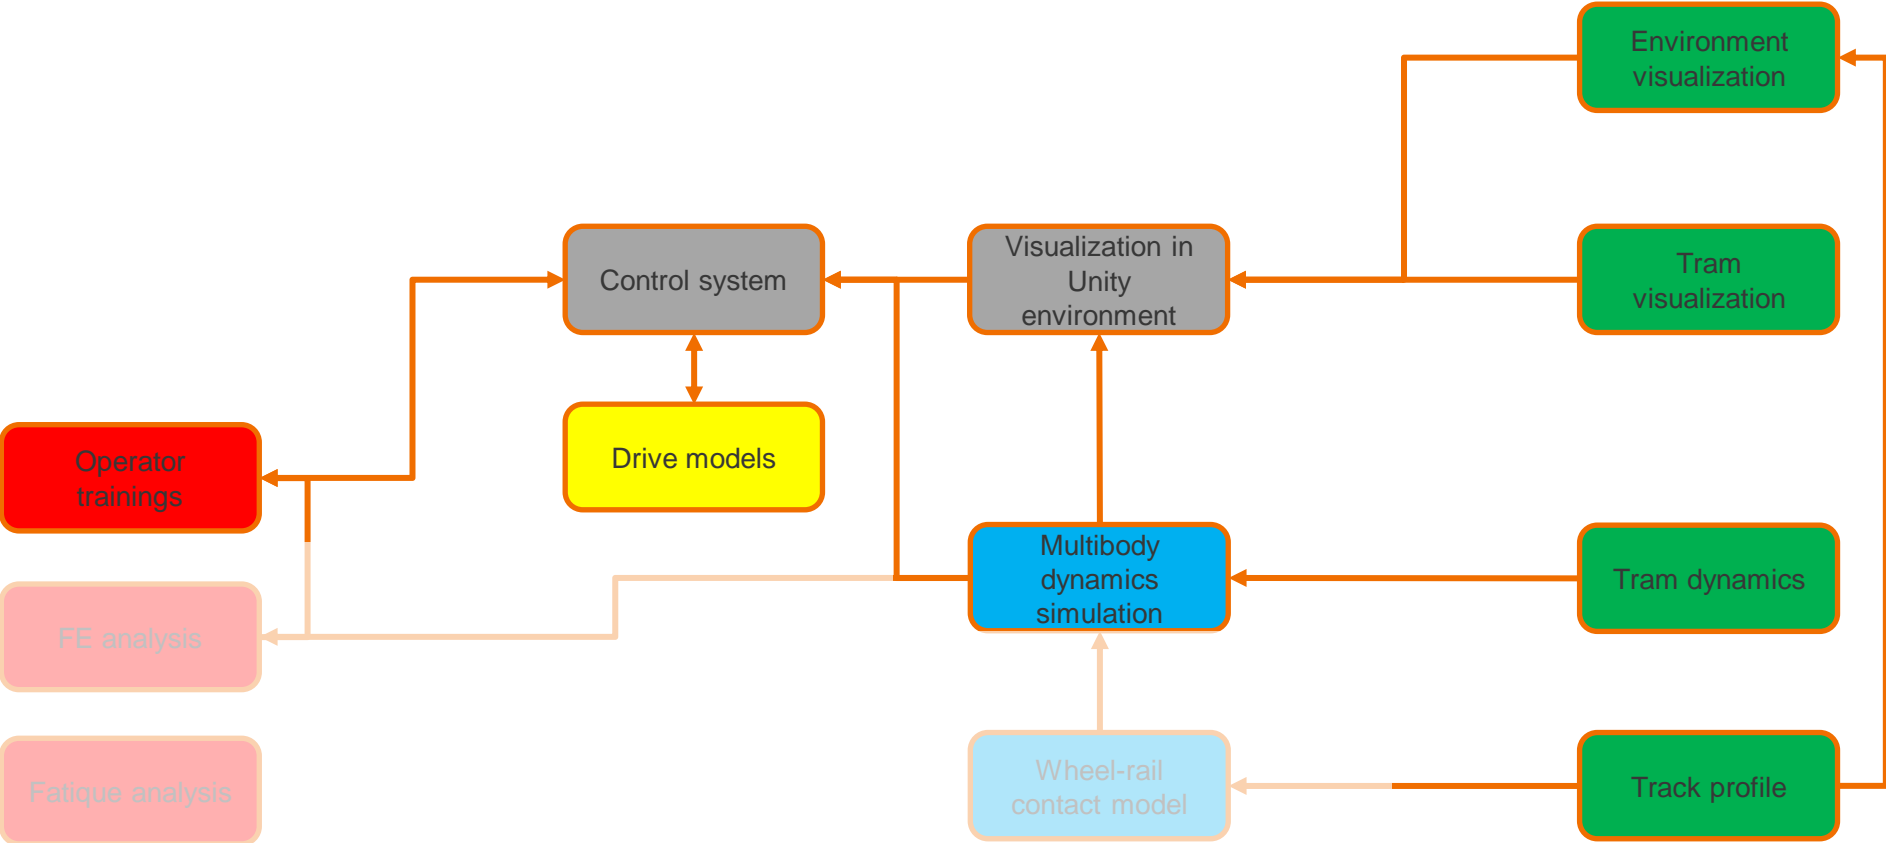 Environment
visualization
Control system
Visualization in
Unity
environment
Tram
visualization
Operator
trainings
Drive models
Multibody
dynamics
simulation
Tram dynamics
FE analysis
Fatique analysis
Wheel-rail
contact model
Track profile